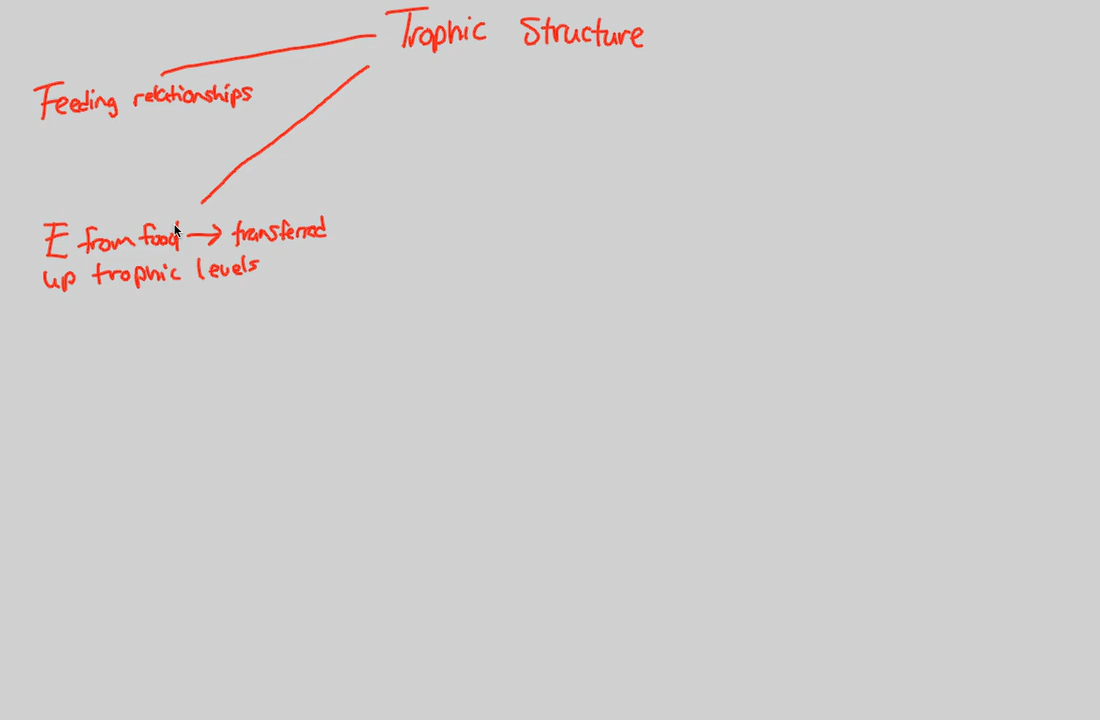 Trophic Structure
Feeding relationships
E from food → transferred
up trophic levels